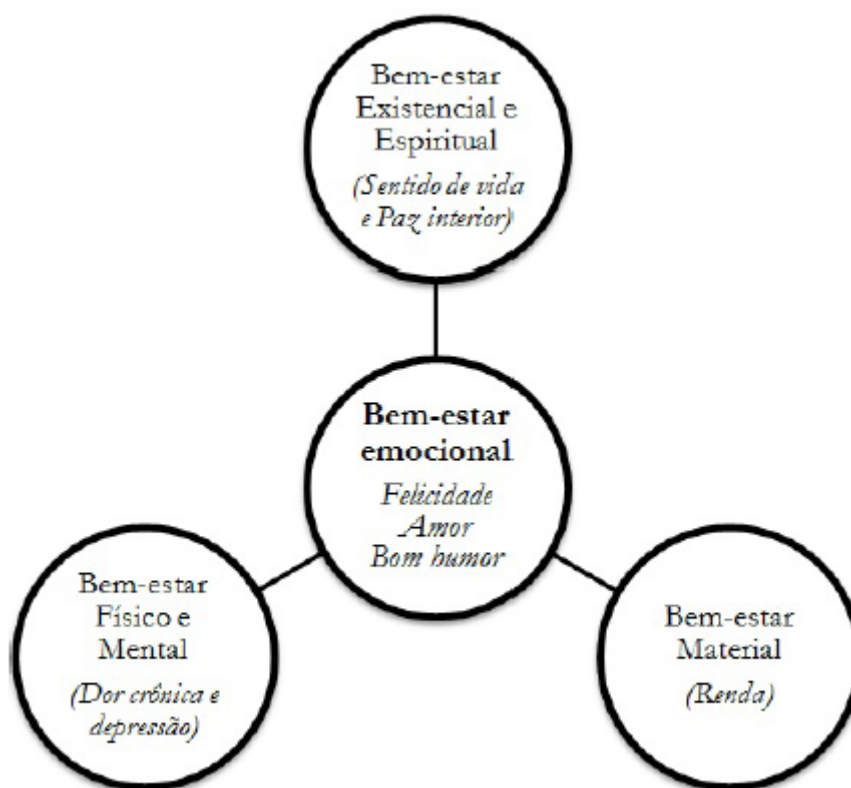 Bem-estar
Existencial e
Espiritual
(Sentido de vida
e Paz interior)
Bem-estar
emocional
Felicidade
Amor
Bom humor
Bem-estar
Físico e
Mental
(Dor crônica e
depressão)
Bem-estar
Material
(Renda)